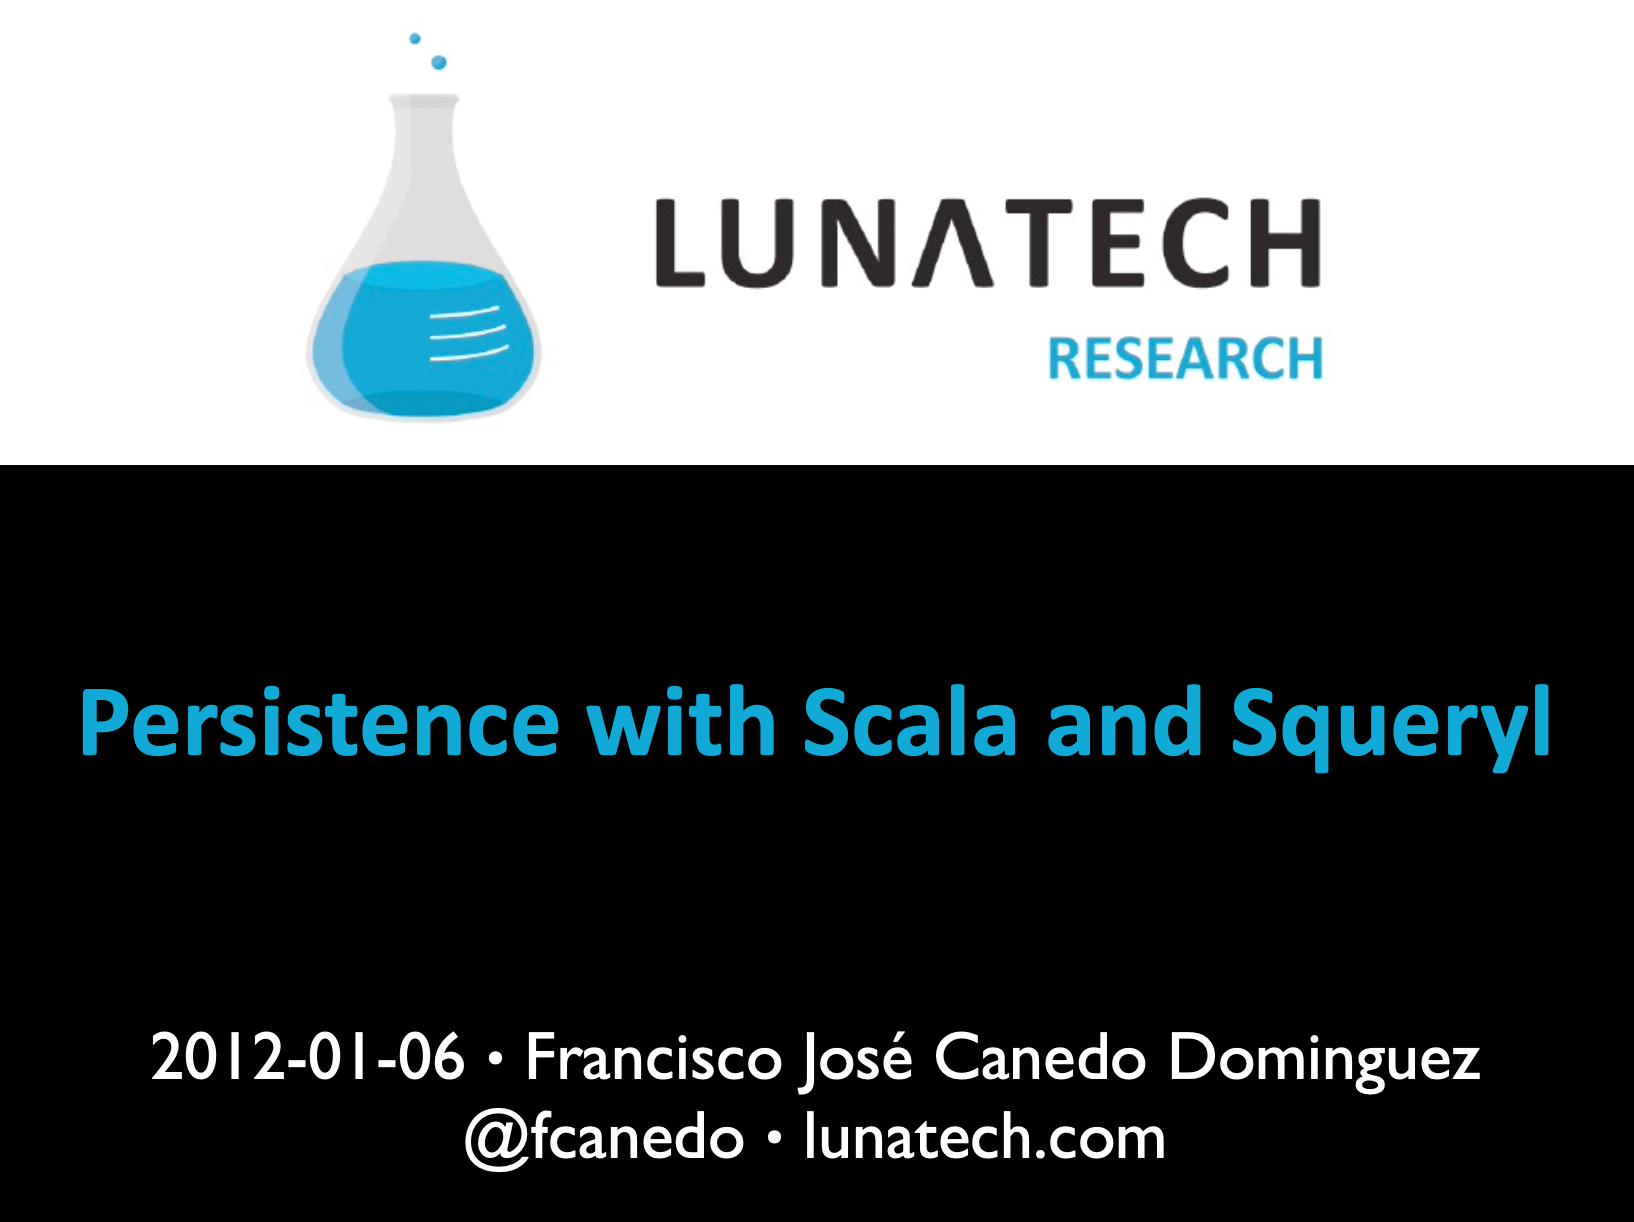 LUNATECH
RESEARCH
Persistence with Scala and Squeryl
2012-01-06 • Francisco José Canedo Dominguez
@fcanedo • lunatech.com